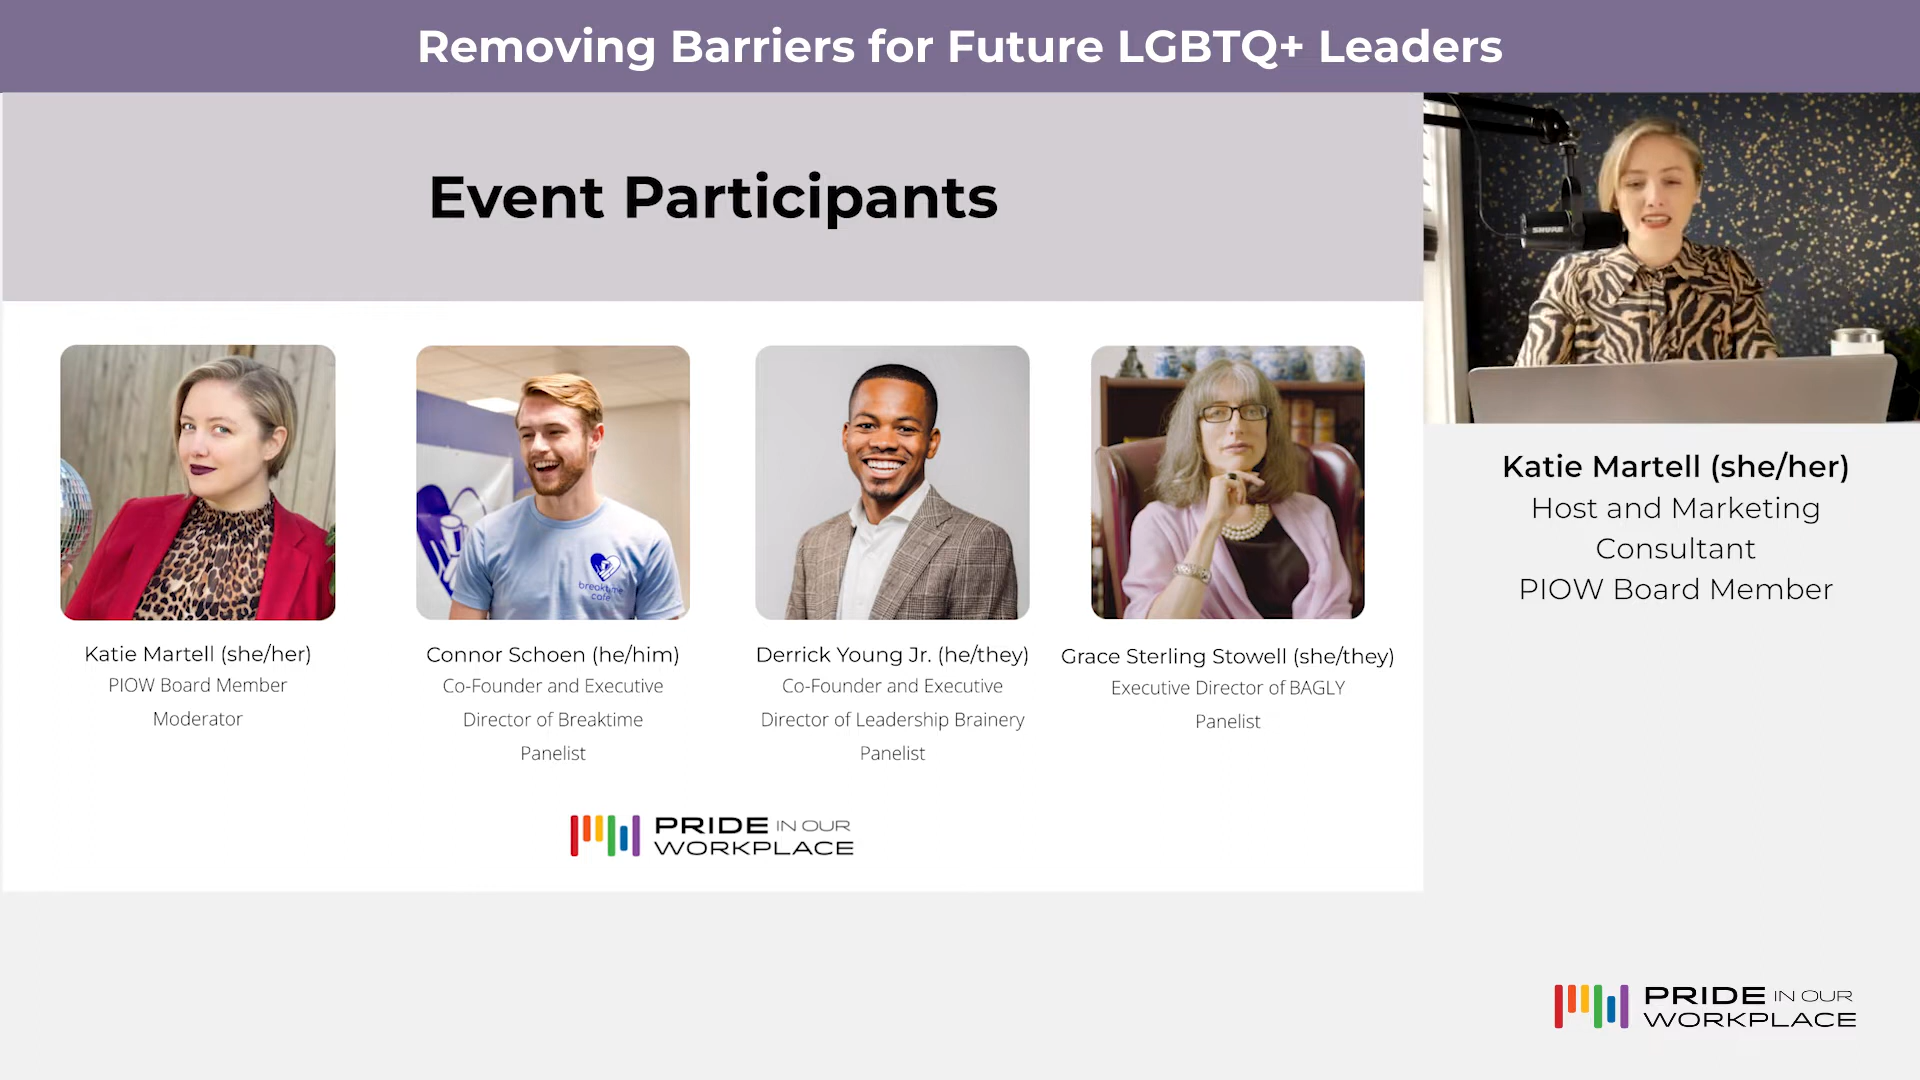 Removing Barriers for Future LGBTQ+ Leaders
Event Participants
SHURE
breaktime
cafe
Katie Martell (she/her)
PIOW Board Member
Moderator
Connor Schoen (he/him)
Co-Founder and Executive
Director of Breaktime
Panelist
Derrick Young Jr. (he/they)
Co-Founder and Executive
Director of Leadership Brainery
Panelist
Grace Sterling Stowell (she/they)
Executive Director of BAGLY
Panelist
PRIDE IN OUR
WORKPLACE
Katie Martell (she/her)
Host and Marketing
Consultant
PIOW Board Member
PRIDE IN OUR
WORKPLACE